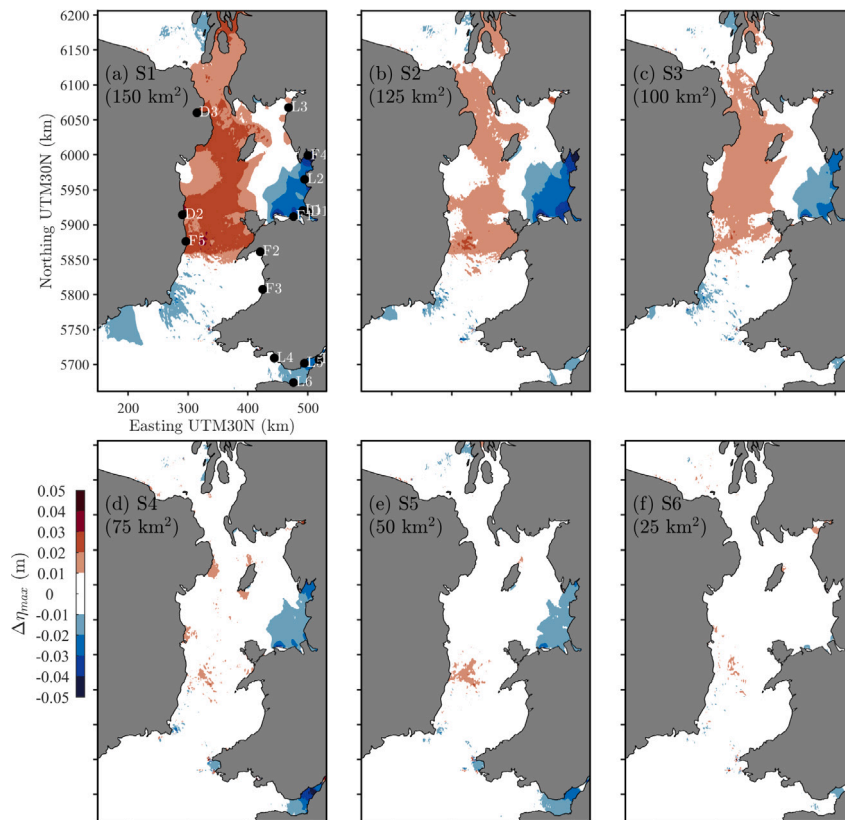 6200
6150
6100
6050
6000
5950
5900
5850
5800
5750
5700
Northing UTM30N (km)
(a) S1
(150 km²)
D3
L3
F4
L2
D1
D2
F5
F2
F3
L4
L5
L6
200 300 400 500
Easting UTM30N (km)
(b) S2
(125 km²)
(c) S3
(100 km²)
(d) S4
(75 km²)
(e) S5
(50 km²)
(f) S6
(25 km²)
0.05
0.04
0.03
0.02
0.01
0
-0.01
-0.02
-0.03
-0.04
-0.05
Δη_max (m)